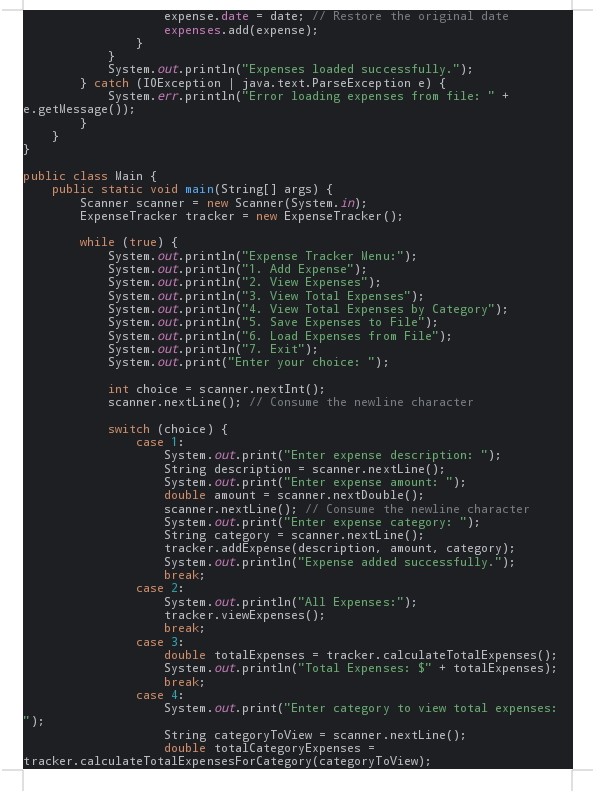 expense.date = date; // Restore the original date
                    expenses.add(expense);
                }
            }
            System.out.println("Expenses loaded successfully.");
        } catch (IOException | java.text.ParseException e) {
            System.err.println("Error loading expenses from file: " +
e.getMessage());
        }
    }
}

public class Main {
    public static void main(String[] args) {
        Scanner scanner = new Scanner(System.in);
        ExpenseTracker tracker = new ExpenseTracker();

        while (true) {
            System.out.println("Expense Tracker Menu:");
            System.out.println("1. Add Expense");
            System.out.println("2. View Expenses");
            System.out.println("3. View Total Expenses");
            System.out.println("4. View Total Expenses by Category");
            System.out.println("5. Save Expenses to File");
            System.out.println("6. Load Expenses from File");
            System.out.println("7. Exit");
            System.out.print("Enter your choice: ");

            int choice = scanner.nextInt();
            scanner.nextLine(); // Consume the newline character

            switch (choice) {
                case 1:
                    System.out.print("Enter expense description: ");
                    String description = scanner.nextLine();
                    System.out.print("Enter expense amount: ");
                    double amount = scanner.nextDouble();
                    scanner.nextLine(); // Consume the newline character
                    System.out.print("Enter expense category: ");
                    String category = scanner.nextLine();
                    tracker.addExpense(description, amount, category);
                    System.out.println("Expense added successfully.");
                    break;
                case 2:
                    System.out.println("All Expenses:");
                    tracker.viewExpenses();
                    break;
                case 3:
                    double totalExpenses = tracker.calculateTotalExpenses();
                    System.out.println("Total Expenses: $" + totalExpenses);
                    break;
                case 4:
                    System.out.print("Enter category to view total expenses:
");
                    String categoryToView = scanner.nextLine();
                    double totalCategoryExpenses =
tracker.calculateTotalExpensesForCategory(categoryToView);